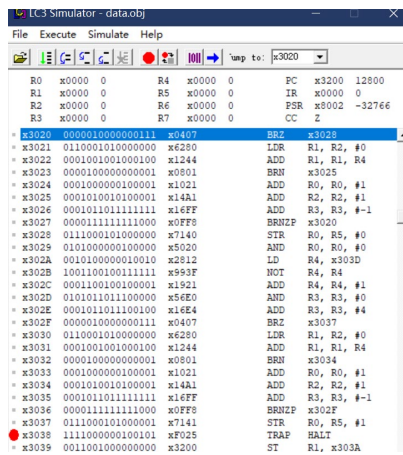 LC3 Simulator - data.obj
File Execute Simulate Help
Jump to: x3020
R0 x0000 0 R4 x0000 0 PC x3200 12800
R1 x0000 0 R5 x0000 0 IR x0000 0
R2 x0000 0 R6 x0000 0 PSR x8002 -32766
R3 x0000 0 R7 x0000 0 CC Z
x3020 0000010000000111 x0407 BRZ x3028
x3021 0110001010000000 x6280 LDR R1, R2, #0
x3022 0001001001000100 x1244 ADD R1, R1, R4
x3023 0000100000000001 x0801 BRN x3025
x3024 0001000000100001 x1021 ADD R0, R0, #1
x3025 0001010010100001 x14A1 ADD R2, R2, #1
x3026 0001011011111111 x16FF ADD R3, R3, #-1
x3027 0000111111111000 x0FF8 BRNZP x3020
x3028 0111000101000000 x7140 STR R0, R5, #0
x3029 0101000000100000 x5020 AND R0, R0, #0
x302A 0010100000010010 x2812 LD R4, x303D
x302B 1001100100111111 x993F NOT R4, R4
x302C 0001100100100001 x1921 ADD R4, R4, #1
x302D 0101011011100000 x56E0 AND R3, R3, #0
x302E 0001011011100100 x16E4 ADD R3, R3, #4
x302F 0000010000000111 x0407 BRZ x3037
x3030 0110001010000000 x6280 LDR R1, R2, #0
x3031 0001001001000100 x1244 ADD R1, R1, R4
x3032 0000100000000001 x0801 BRN x3034
x3033 0001000000100001 x1021 ADD R0, R0, #1
x3034 0001010010100001 x14A1 ADD R2, R2, #1
x3035 0001011011111111 x16FF ADD R3, R3, #-1
x3036 0000111111111000 x0FF8 BRNZP x302F
x3037 0111000101000001 x7141 STR R0, R5, #1
x3038 1111000000100101 xF025 TRAP HALT
x3039 0011001000000000 x3200 ST R1, x303A